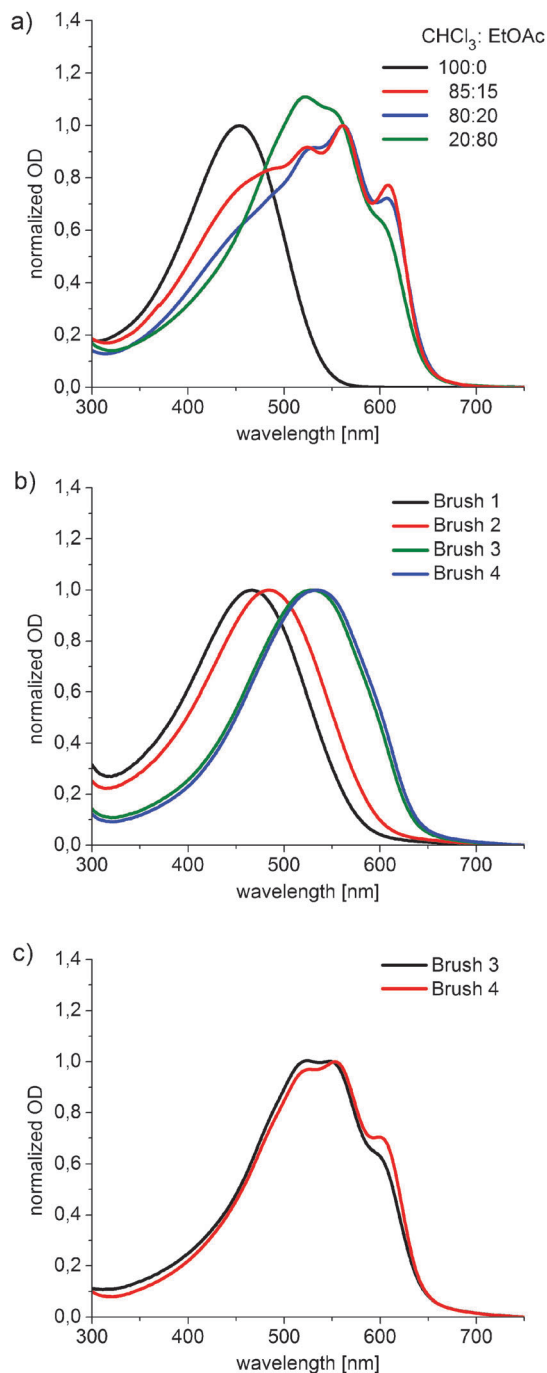 a)
CHCl₃: EtOAc
100:0
85:15
80:20
20:80
1,4
1,2
1,0
0,8
0,6
0,4
0,2
0,0
normalized OD
300 400 500 600 700
wavelength [nm]
b)
Brush 1
Brush 2
Brush 3
Brush 4
1,4
1,2
1,0
0,8
0,6
0,4
0,2
0,0
normalized OD
300 400 500 600 700
wavelength [nm]
c)
Brush 3
Brush 4
1,4
1,2
1,0
0,8
0,6
0,4
0,2
0,0
normalized OD
300 400 500 600 700
wavelength [nm]